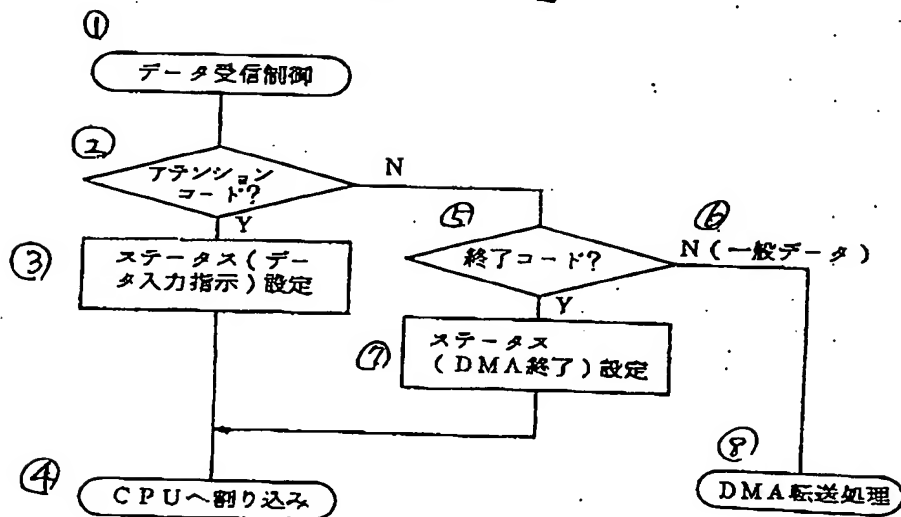 ①
データ受信制御
②
アテンション
コード?
N
Y
③
ステータス(デー
タ入力指示)設定
⑤
終了コード?
⑥
N(一般データ)
Y
⑦
ステータス
(DMA終了)設定
④
CPUへ割り込み
⑧
DMA転送処理